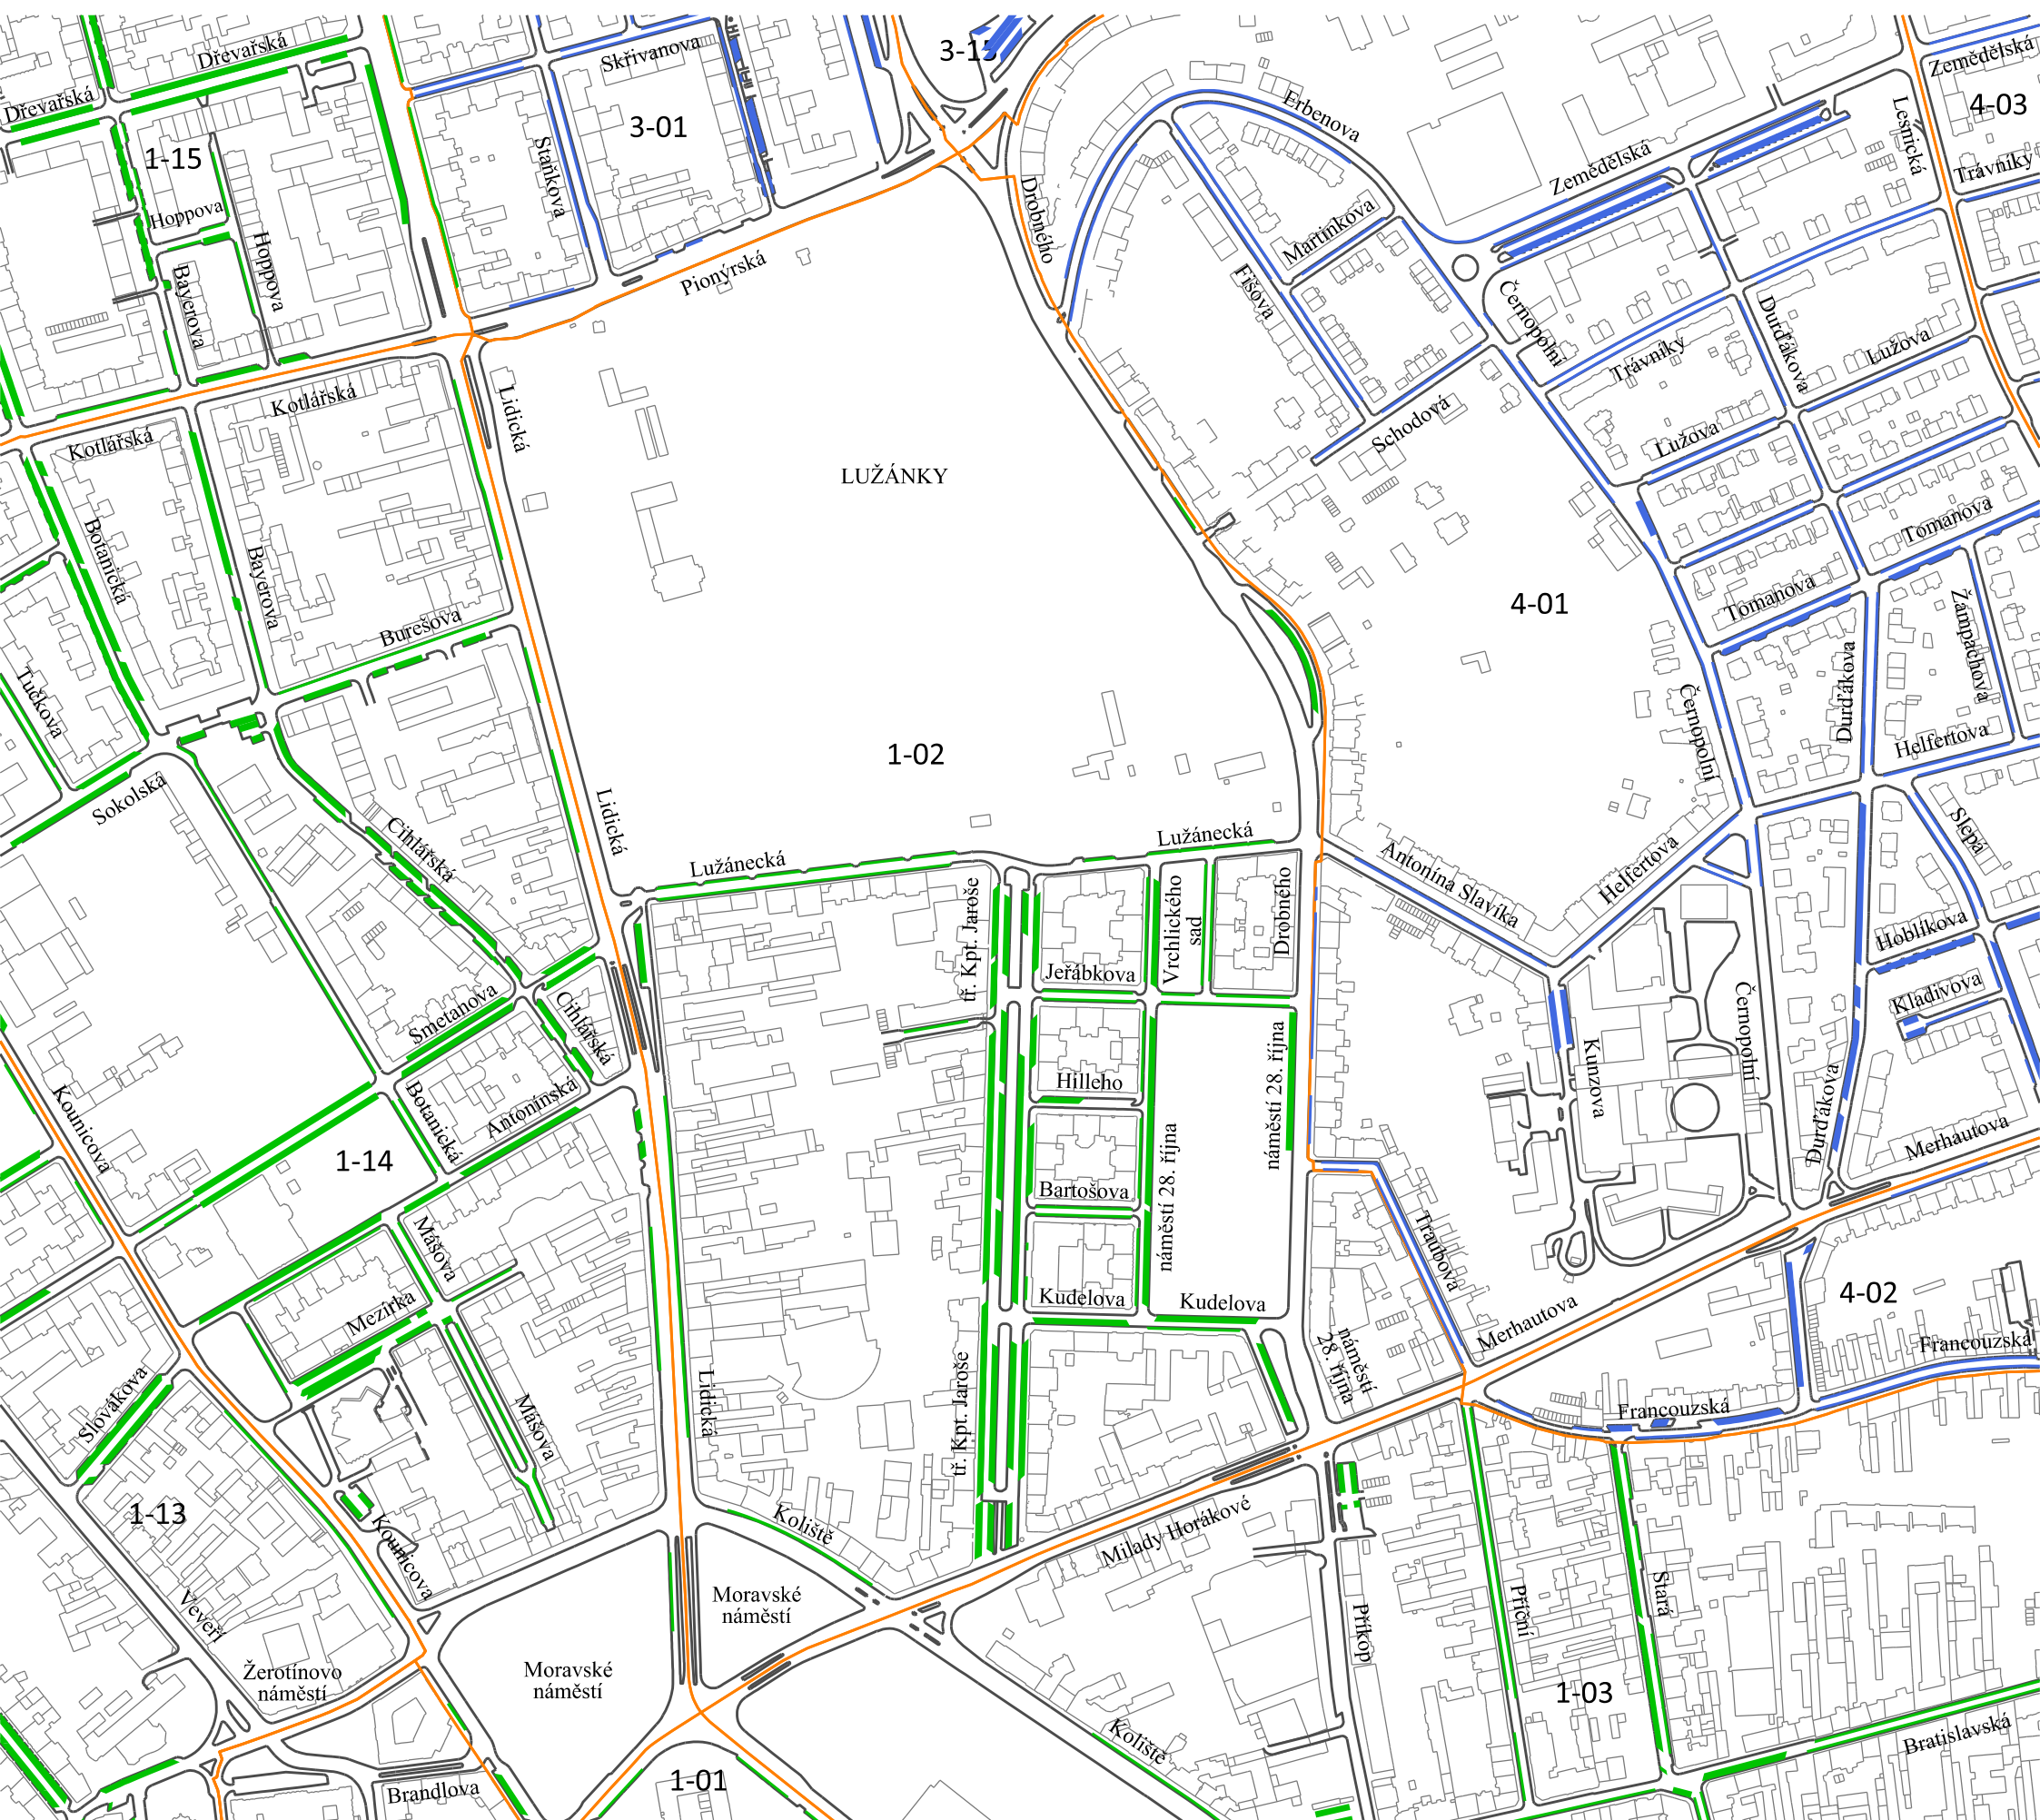 Dřevařská
Skřivanova
3-13
Zemědělská
Dřevařská
3-01
Erbenova
4-03
Lesnická
1-15
Zemědělská
Trávníky
Staňkova
Hoppova
Drobného
Martinkova
Hoppova
Bayerova
Pionýrská
Fišova
Černopolní
Durďákova
Trávníky
Lužova
Kotlářská
Lidická
Schodová
Kotlářská
Lužova
LUŽÁNKY
Botanická
Tomanova
Bayerova
Burešova
Tomanova
4-01
Žampachova
Tučkova
Durďákova
Černopolní
Helfertova
1-02
Sokolská
Lidická
Cihlářská
Lužánecká
Lužánecká
Slepá
Antonína Slavíka
Helfertova
tř. Kpt. Jaroše
Vrchlického
sad
Drobného
Hoblíkova
Jeřábkova
Kladivova
Smetanova
Cihlářská
Černopolní
Kounicova
Botanická
Antonínská
Hilleho
náměstí 28. října
Kunzova
Durďákova
Merhautova
1-14
Bartošova
náměstí 28. října
Mášova
Traubova
Mezírka
Kudelova
Kudelova
Merhautova
4-02
Francouzská
náměstí
28. října
Slovákova
Lidická
tř. Kpt. Jaroše
Mášova
Francouzská
1-13
Kounicova
Koliště
Milady Horákové
Veveří
Moravské
náměstí
Příkop
Příční
Stará
Žerotínovo
náměstí
Moravské
náměstí
1-03
Koliště
Bratislavská
Brandlova
1-01